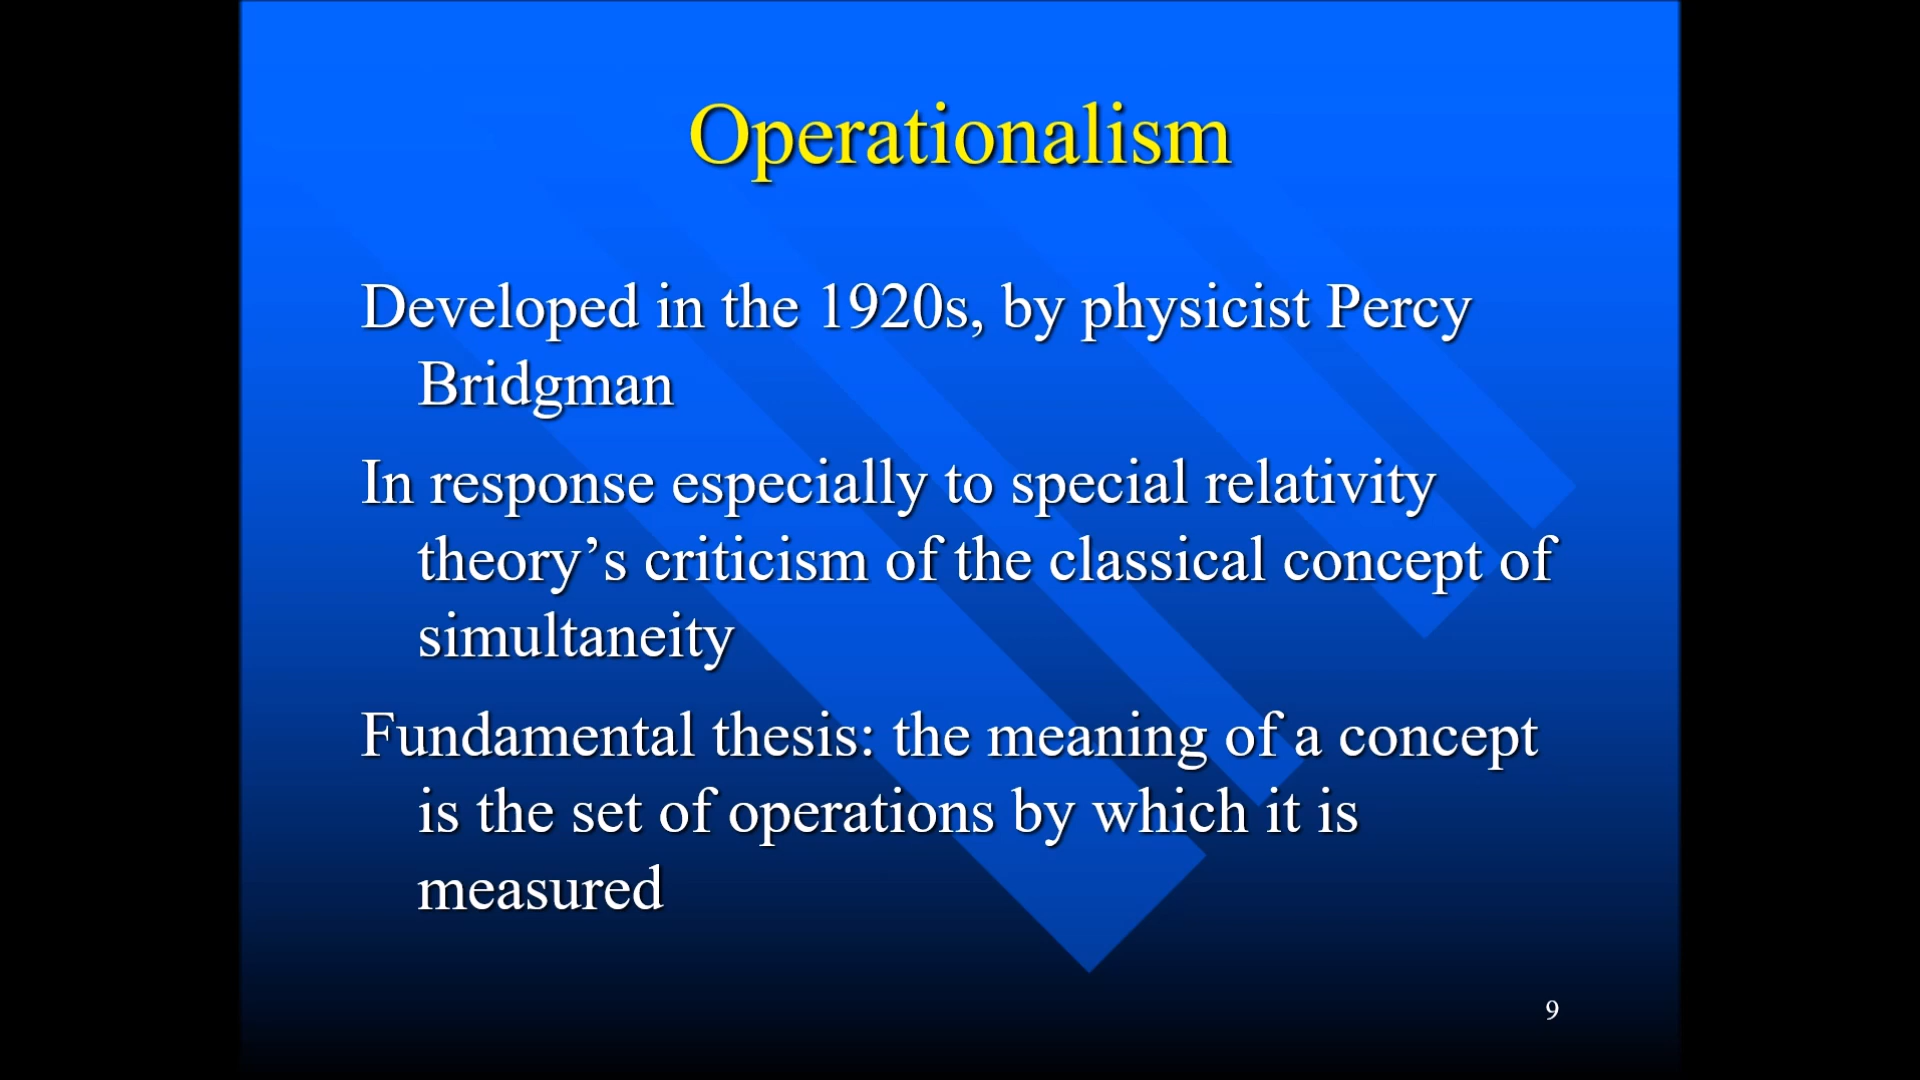 Operationalism
Developed in the 1920s, by physicist Percy
Bridgman
In response especially to special relativity
theory’s criticism of the classical concept of
simultaneity
Fundamental thesis: the meaning of a concept
is the set of operations by which it is
measured
9